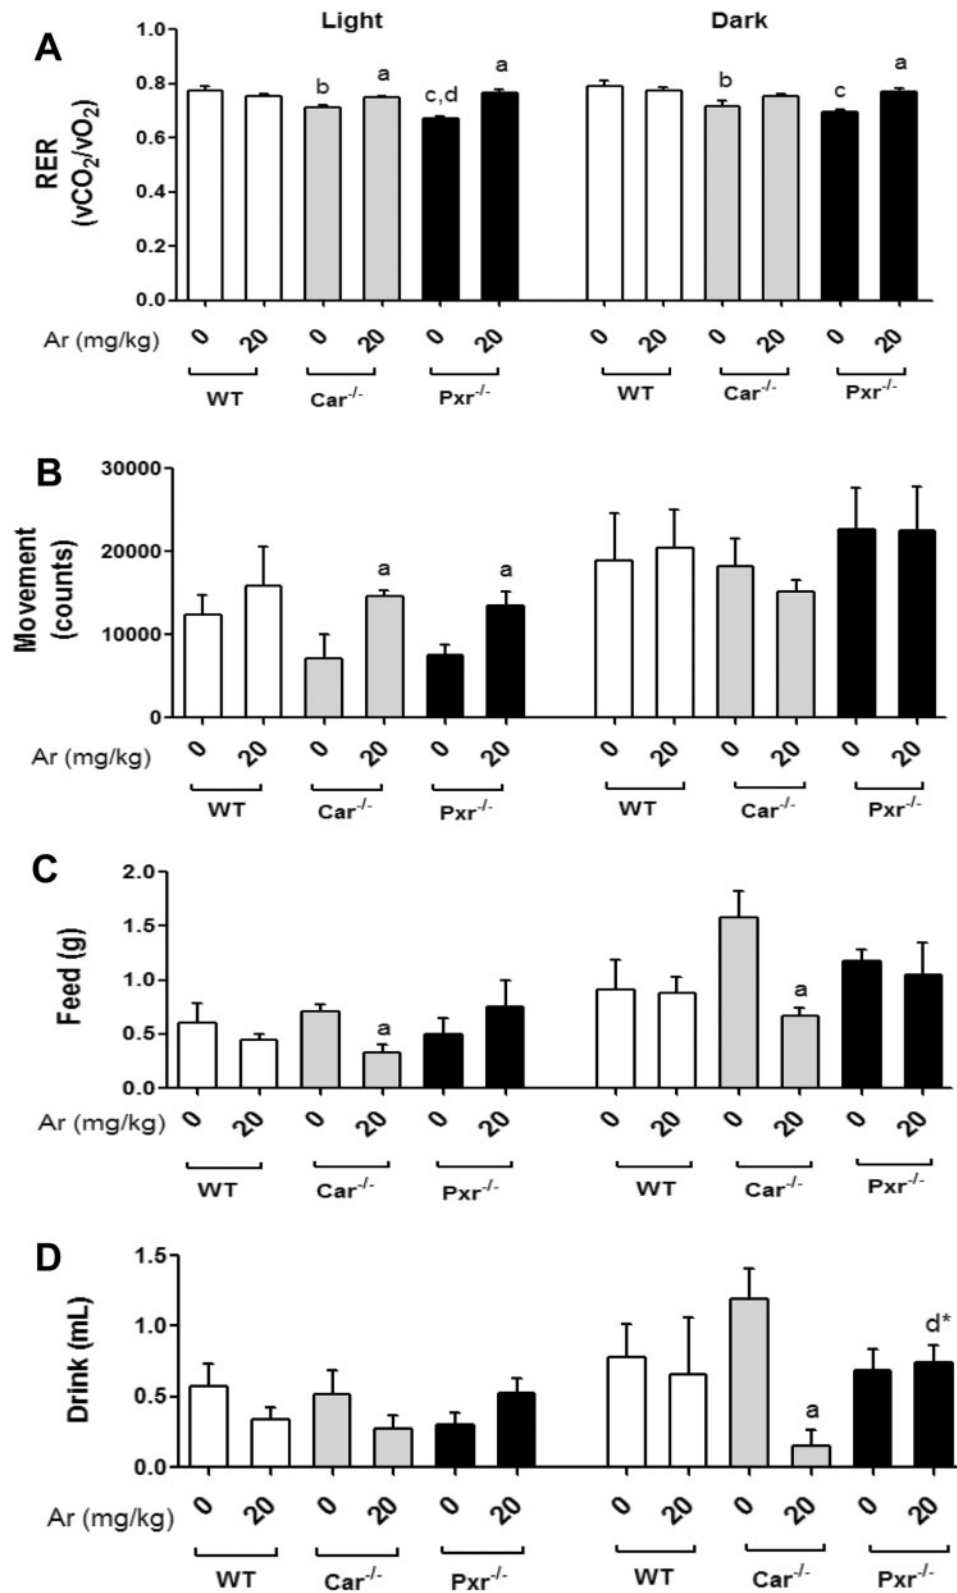 Light Dark
A
RER
(vCO2/vO2)
1.0
0.8
0.6
0.4
0.2
0.0
b a c,d a b c a
Ar (mg/kg) 0 20 0 20 0 20 0 20 0 20 0 20
WT Car-/- Pxr-/- WT Car-/- Pxr-/-
B
Movement
(counts)
30000
20000
10000
0
a a
Ar (mg/kg) 0 20 0 20 0 20 0 20 0 20 0 20
WT Car-/- Pxr-/- WT Car-/- Pxr-/-
C
Feed (g)
2.0
1.5
1.0
0.5
0.0
a a
Ar (mg/kg) 0 20 0 20 0 20 0 20 0 20 0 20
WT Car-/- Pxr-/- WT Car-/- Pxr-/-
D
Drink (mL)
1.5
1.0
0.5
0.0
a d*
Ar (mg/kg) 0 20 0 20 0 20 0 20 0 20 0 20
WT Car-/- Pxr-/- WT Car-/- Pxr-/-